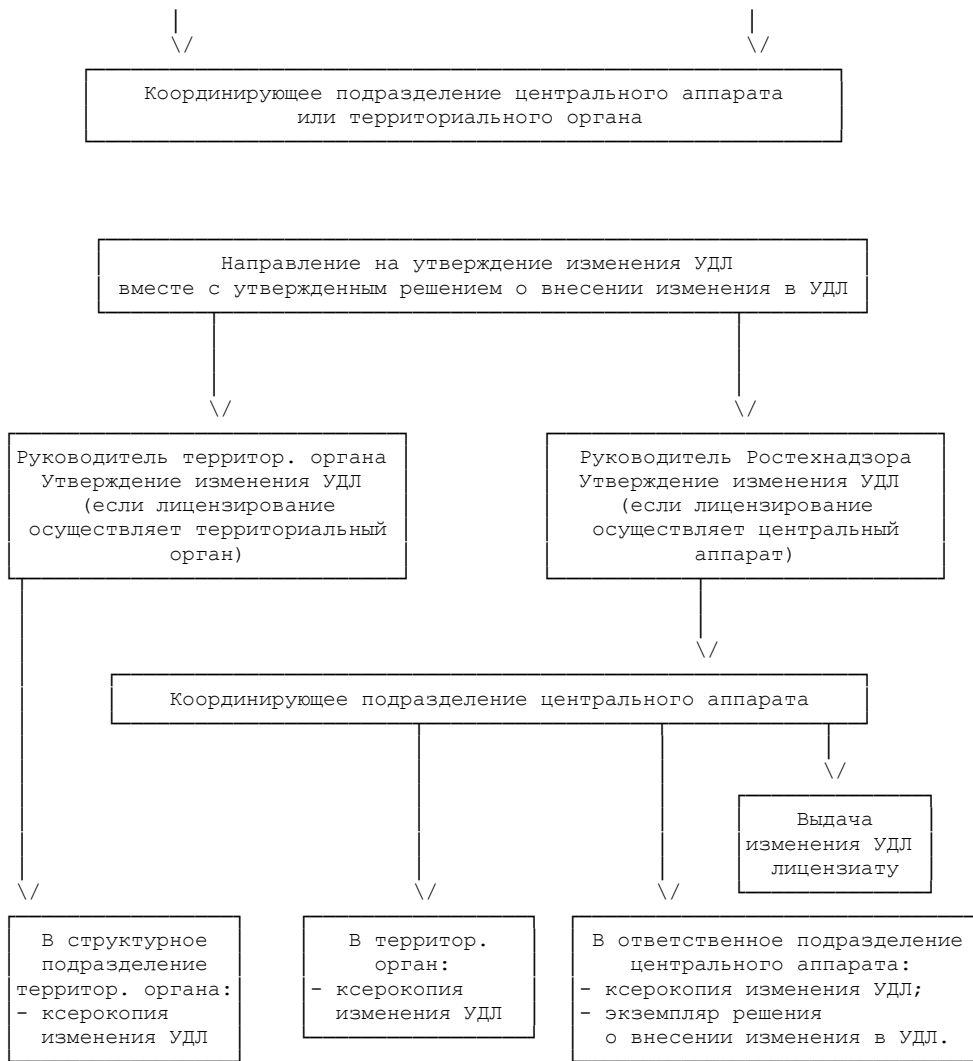 Координирующее подразделение центрального аппарата
или территориального органа
Направление на утверждение изменения УДЛ
вместе с утвержденным решением о внесении изменения в УДЛ
Руководитель территор. органа
Утверждение изменения УДЛ
(если лицензирование
осуществляет территориальный
орган)
Руководитель Ростехнадзора
Утверждение изменения УДЛ
(если лицензирование
осуществляет центральный
аппарат)
Координирующее подразделение центрального аппарата
Выдача
изменения УДЛ
лицензиату
В структурное
подразделение
территор. органа:
- ксерокопия
изменения УДЛ
В территор.
орган:
- ксерокопия
изменения УДЛ
В ответственное подразделение
центрального аппарата:
- ксерокопия изменения УДЛ;
- экземпляр решения
о внесении изменения в УДЛ.